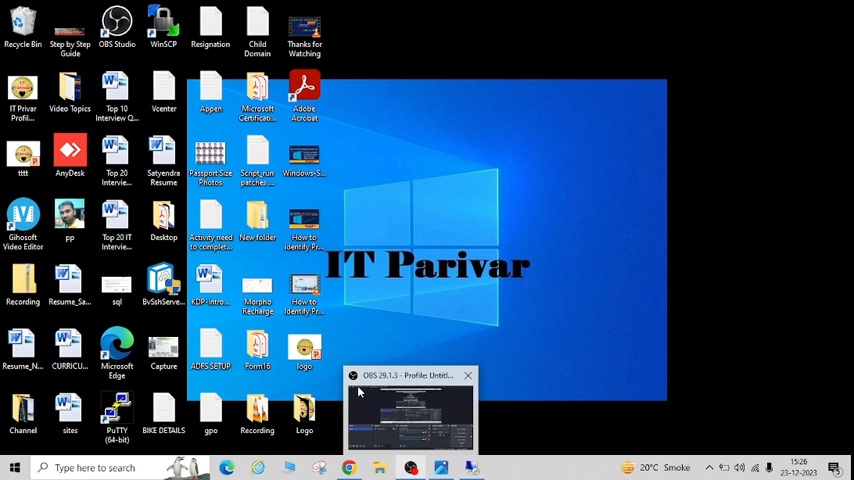 Recycle Bin
Step by Step
Guide
OBS Studio
WinSCP
Resignation
Child
Domain
Thanks for
Watching
IT Privar
Profil...
Video Topics
Top 10
Interview Q...
Vcenter
Appen
Microsoft
Certificati...
Adobe
Acrobat
tttt
AnyDesk
Top 20
Intervie...
Satyendra
Resume
Passport Size
Photos
Script_run
patches ...
Windows-S...
Gihosoft
Video Editor
pp
Top 20 IT
Intervie...
Desktop
Activity need
to complet...
New folder
How to
Identify Pr...
IT Parivar
Recording
Resume_Sa...
sql
BvSshServe...
KDP-intro...
Morpho
Recharge
How to
Identify Pr...
Resume_N...
CURRICU...
Microsoft
Edge
Capture
ADFS SETUP
Form16
logo
OBS 29.1.3 - Profile: Untitl...
Channel
sites
PuTTY
(64-bit)
BIKE DETAILS
gpo
Recording
Logo
Type here to search
20°C Smoke
15:26
23-12-2023